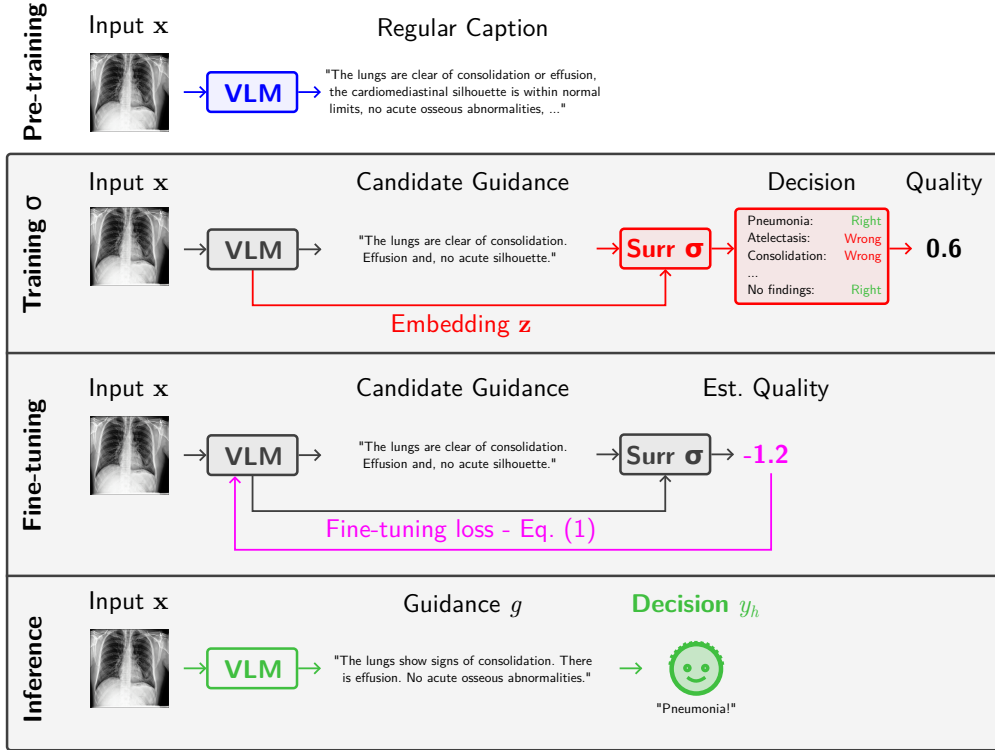 Pre-training
Input x
Regular Caption
VLM
"The lungs are clear of consolidation or effusion,
the cardiomediastinal silhouette is within normal
limits, no acute osseous abnormalities, ..."
Training σ
Input x
Candidate Guidance
Decision
Quality
VLM
"The lungs are clear of consolidation.
Effusion and, no acute silhouette."
Surr σ
Pneumonia: Right
Atelectasis: Wrong
Consolidation: Wrong
...
No findings: Right
0.6
Embedding z
Fine-tuning
Input x
Candidate Guidance
Est. Quality
VLM
"The lungs are clear of consolidation.
Effusion and, no acute silhouette."
Surr σ
-1.2
Fine-tuning loss - Eq. (1)
Inference
Input x
Guidance g
Decision y_h
VLM
"The lungs show signs of consolidation. There
is effusion. No acute osseous abnormalities."
"Pneumonia!"